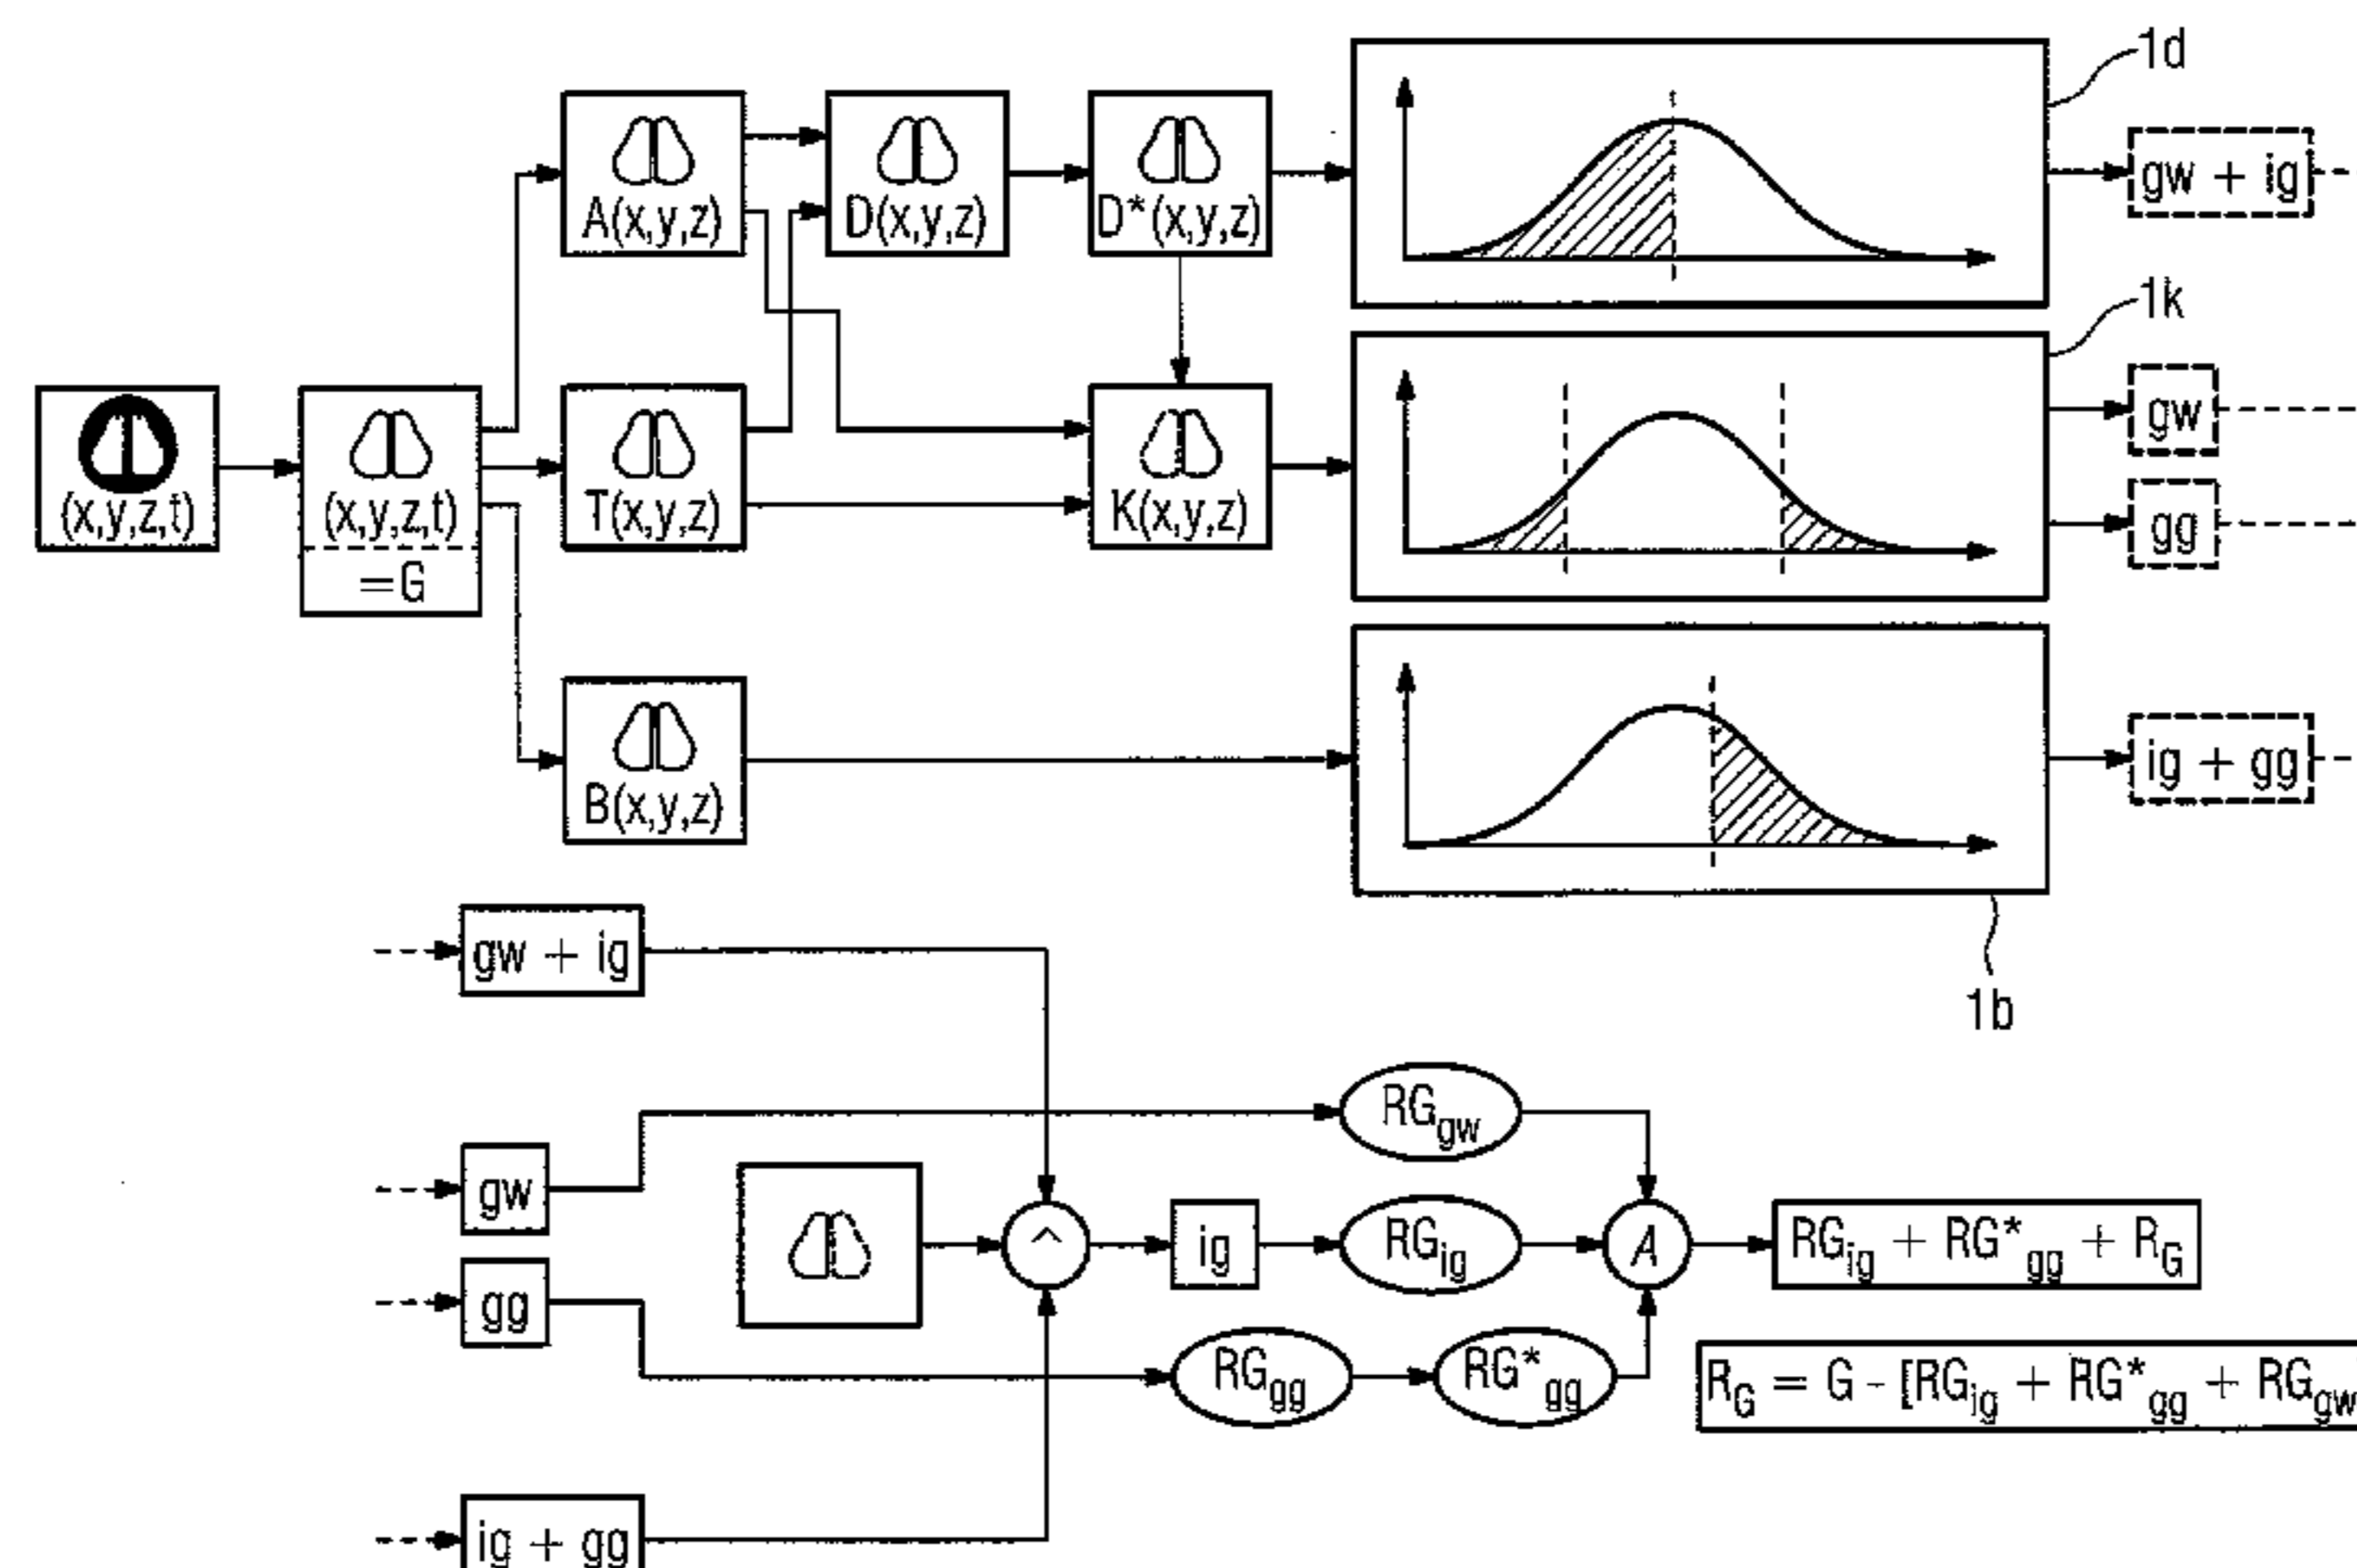 1d
A(x,y,z)
D(x,y,z)
D*(x,y,z)
gw + ig
1k
(x,y,z,t)
(x,y,z,t)
=G
T(x,y,z)
K(x,y,z)
gw
gg
B(x,y,z)
ig + gg
1b
gw + ig
gw
gg
ig + gg
^
ig
RGgw
RGig
RGgg
RG*gg
A
RGig + RG*gg + RG
RG = G - [RGig + RG*gg + RGgw